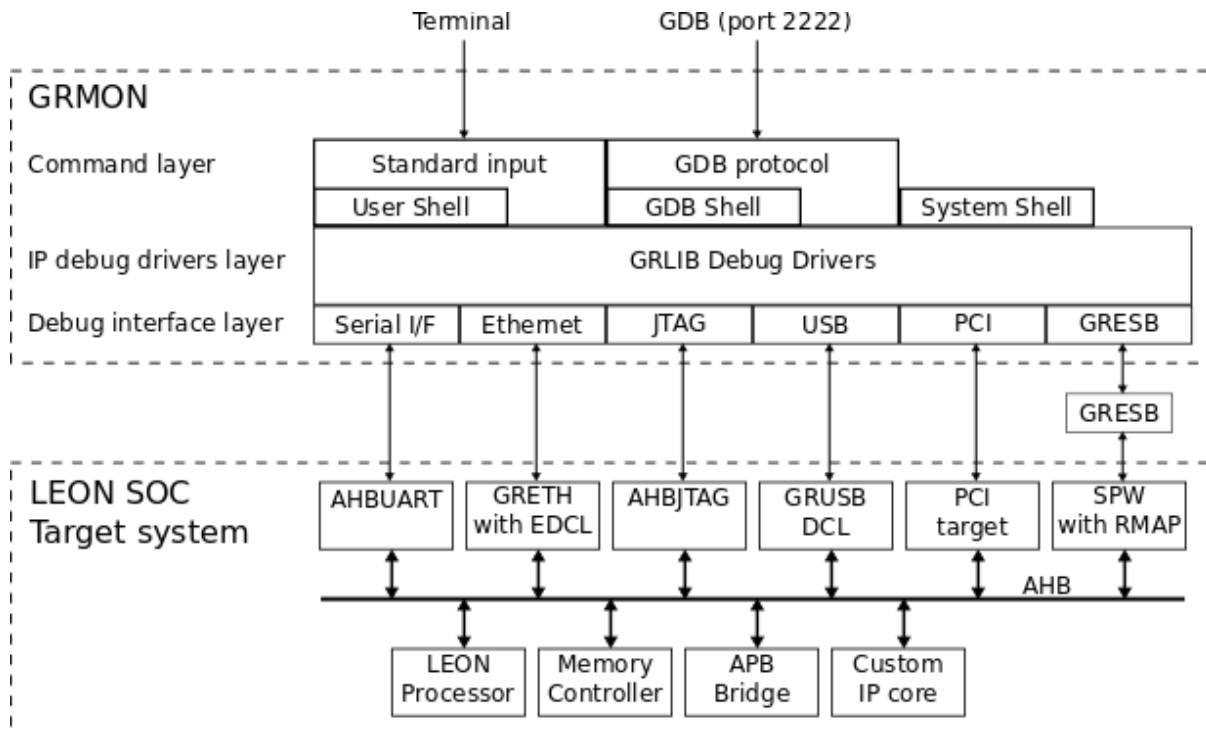 Terminal
GDB (port 2222)
GRMON
Command layer
Standard input
GDB protocol
User Shell
GDB Shell
System Shell
IP debug drivers layer
GRLIB Debug Drivers
Debug interface layer
Serial I/F
Ethernet
JTAG
USB
PCI
GRESB
GRESB
LEON SOC
Target system
AHBUART
GRETH
with EDCL
AHBJTAG
GRUSB
DCL
PCI
target
SPW
with RMAP
AHB
LEON
Processor
Memory
Controller
APB
Bridge
Custom
IP core